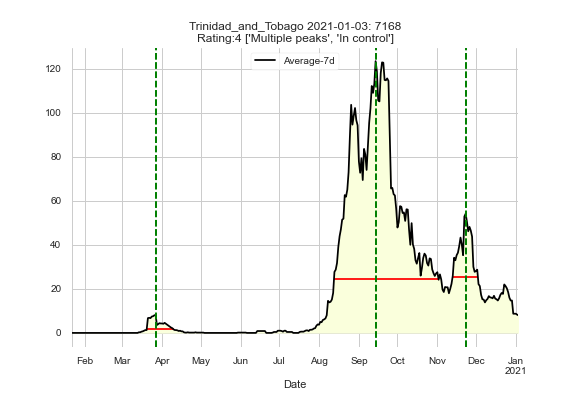 Trinidad_and_Tobago 2021-01-03: 7168
Rating:4 ['Multiple peaks', 'In control']
Average-7d
120
100
80
60
40
20
0
Feb Mar Apr May Jun Jul Aug Sep Oct Nov Dec Jan
2021
Date